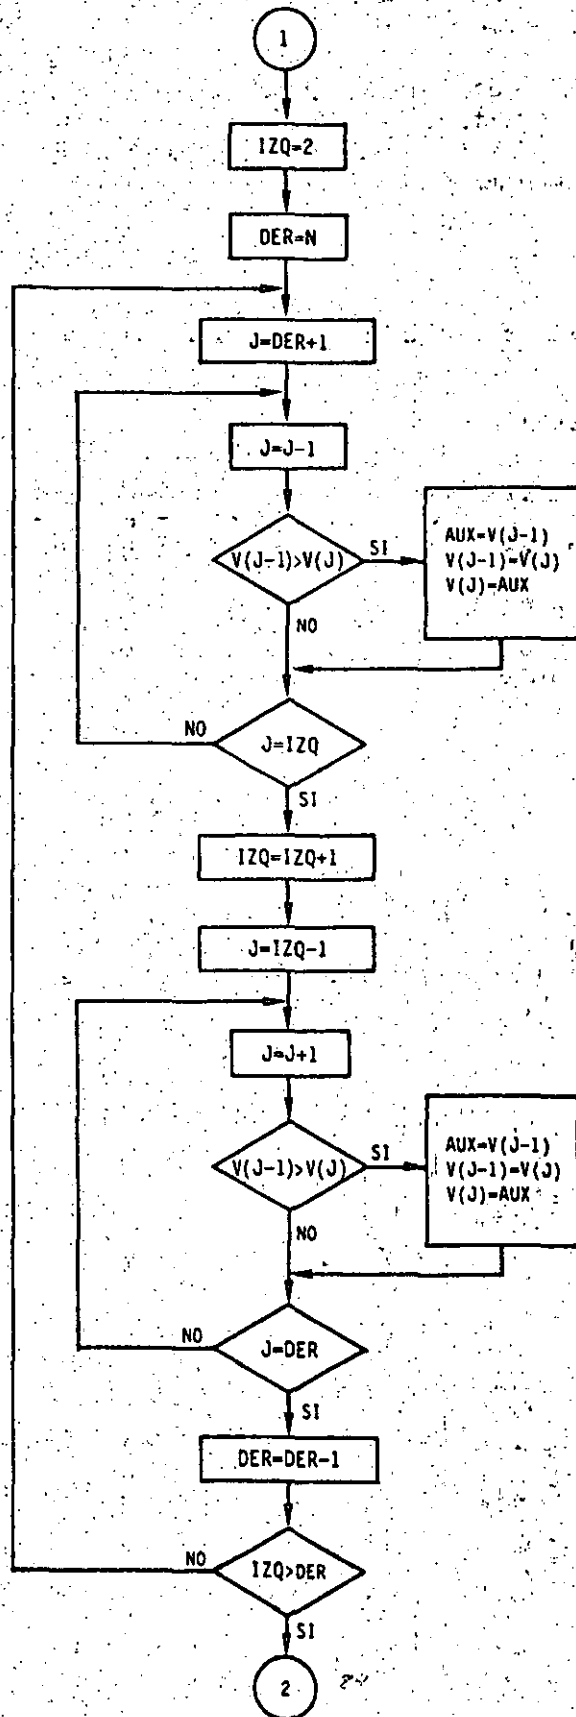 1
IZQ=2
DER=N
J=DER+1
J=J-1
V(J-1)>V(J)
SI
AUX=V(J-1)
V(J-1)=V(J)
V(J)=AUX
NO
NO
J=IZQ
SI
IZQ=IZQ+1
J=IZQ-1
J=J+1
V(J-1)>V(J)
SI
AUX=V(J-1)
V(J-1)=V(J)
V(J)=AUX
NO
NO
J=DER
SI
DER=DER-1
NO
IZQ>DER
SI
2